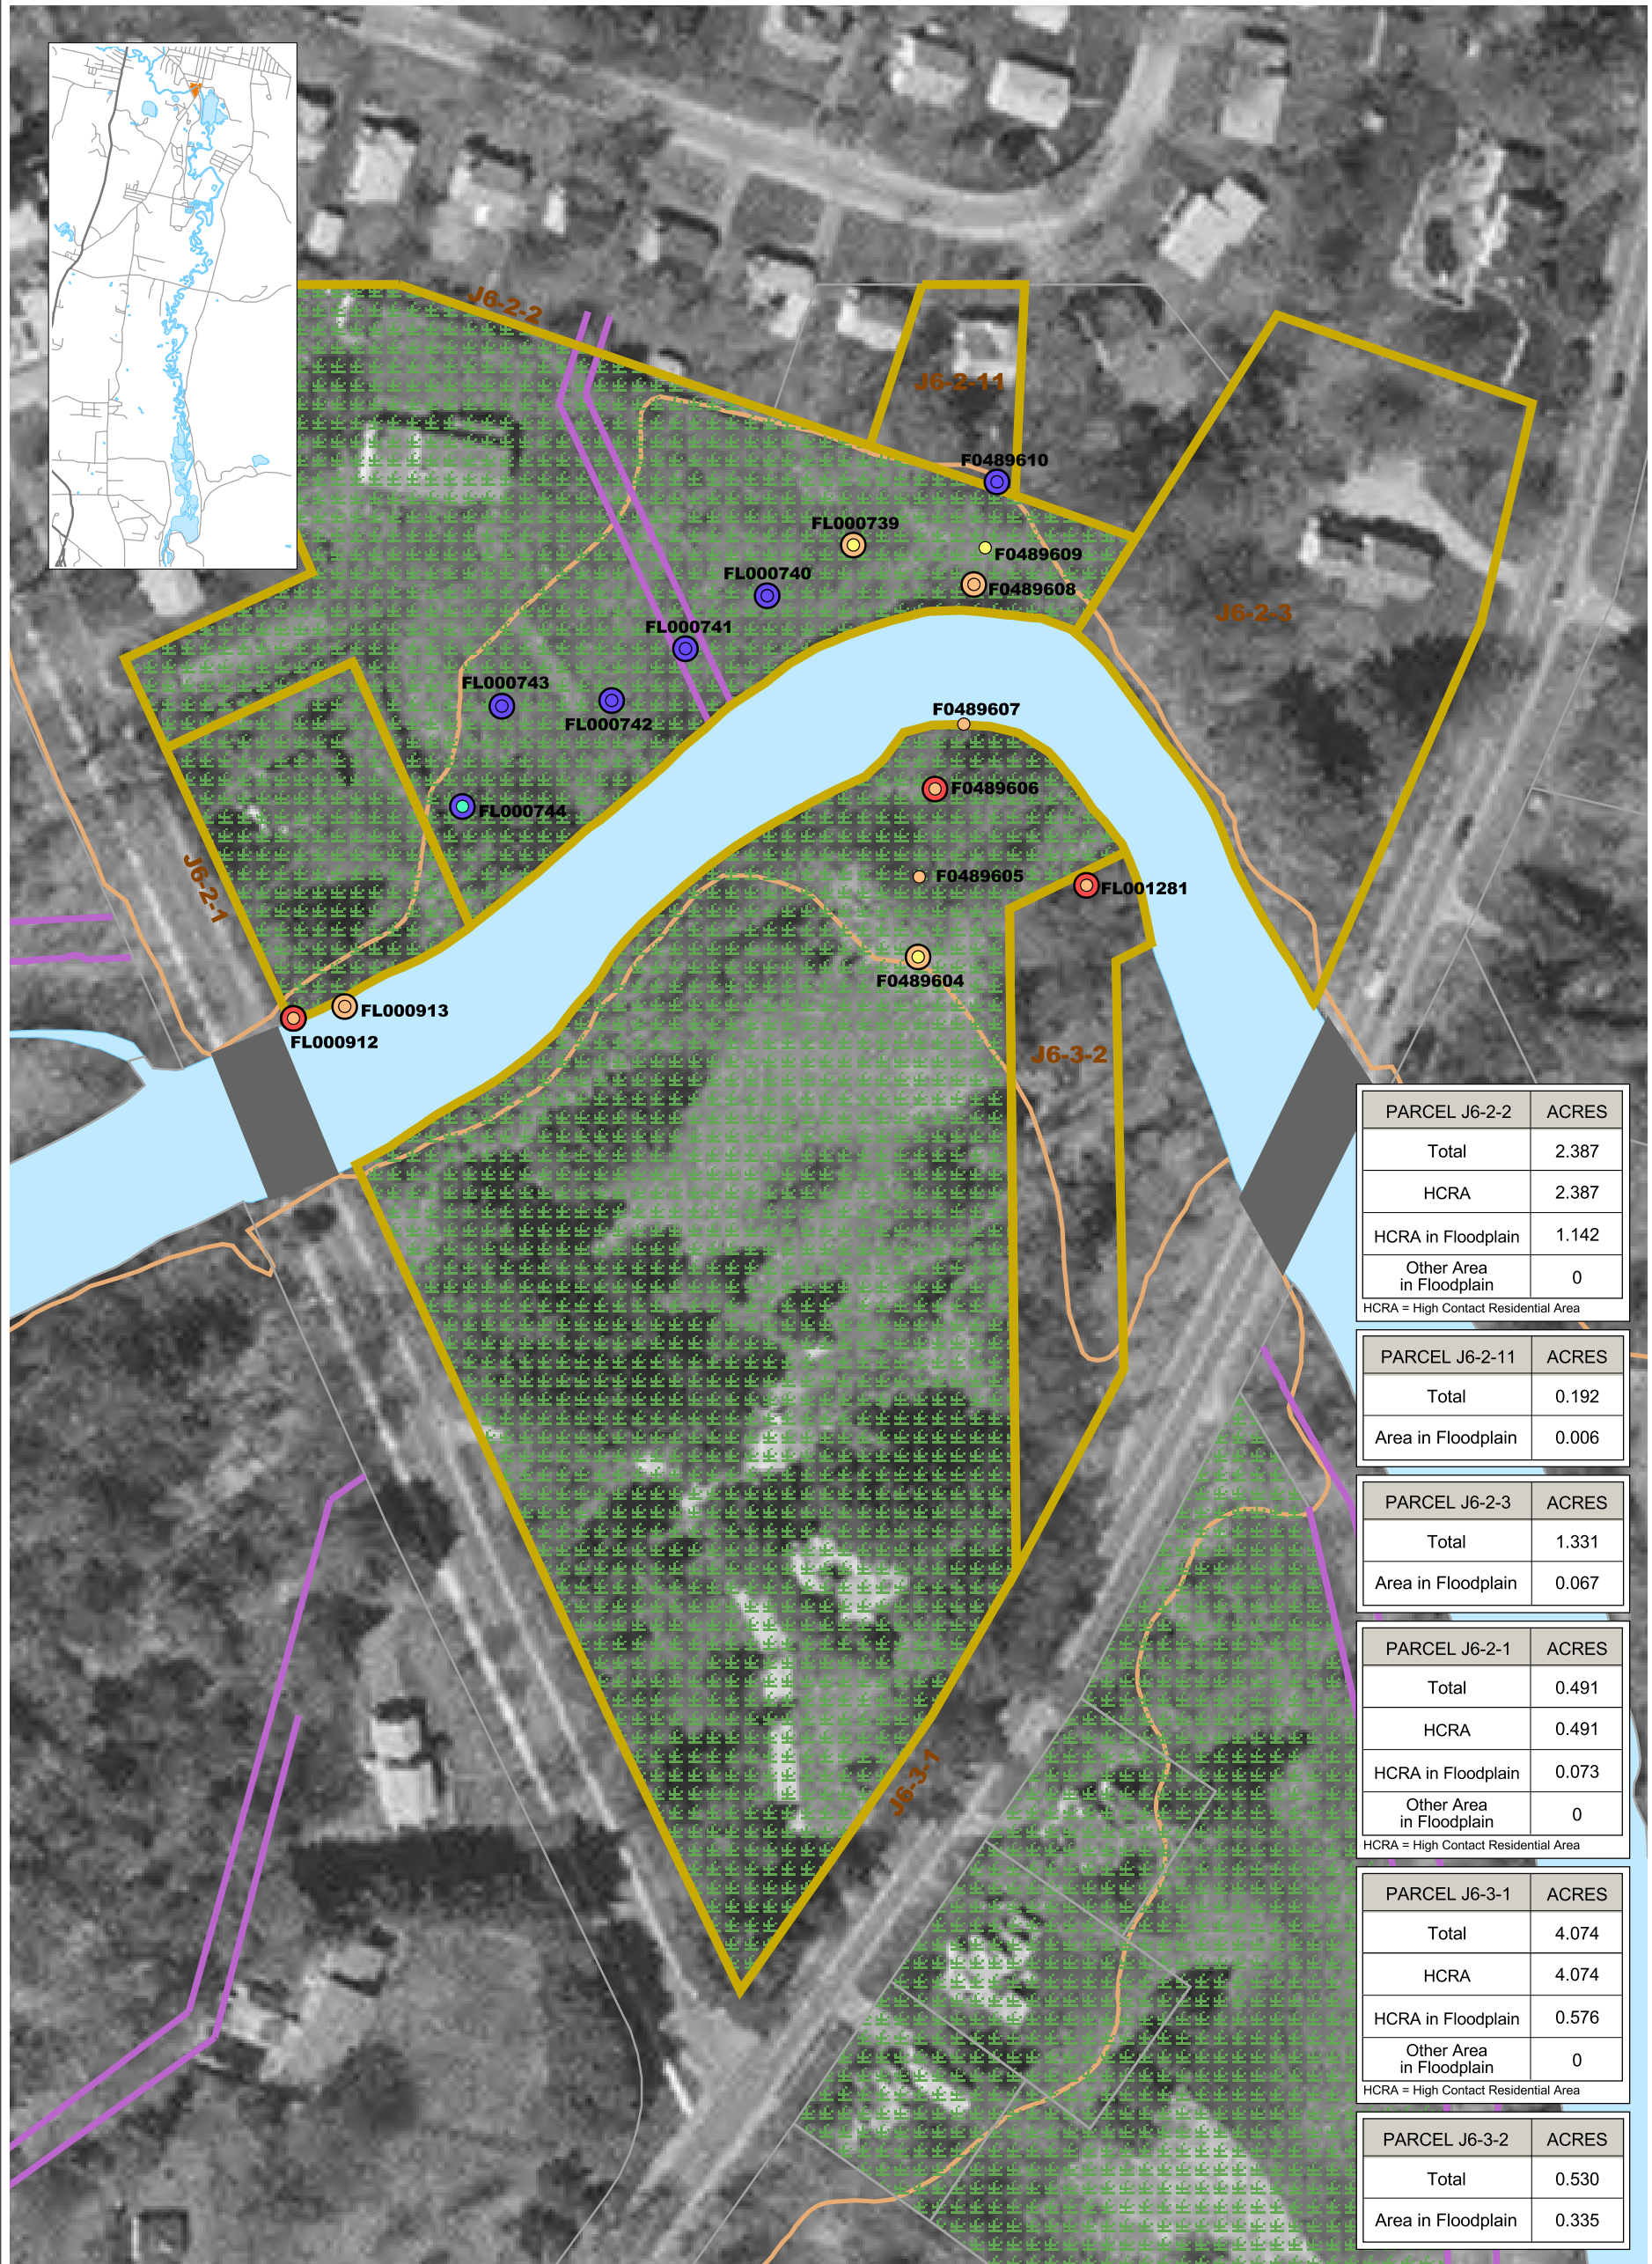 J6-2-2
J6-2-11
F0489610
FL000739
F0489609
FL000740
F0489608
J6-2-3
FL000741
FL000743
F0489607
FL000742
F0489606
FL000744
F0489605
FL001281
J6-2-1
F0489604
FL000913
FL000912
J6-3-2
J6-3-1
PARCEL J6-2-2 ACRES
Total 2.387
HCRA 2.387
HCRA in Floodplain 1.142
Other Area
in Floodplain 0
HCRA = High Contact Residential Area
PARCEL J6-2-11 ACRES
Total 0.192
Area in Floodplain 0.006
PARCEL J6-2-3 ACRES
Total 1.331
Area in Floodplain 0.067
PARCEL J6-2-1 ACRES
Total 0.491
HCRA 0.491
HCRA in Floodplain 0.073
Other Area
in Floodplain 0
HCRA = High Contact Residential Area
PARCEL J6-3-1 ACRES
Total 4.074
HCRA 4.074
HCRA in Floodplain 0.576
Other Area
in Floodplain 0
HCRA = High Contact Residential Area
PARCEL J6-3-2 ACRES
Total 0.530
Area in Floodplain 0.335